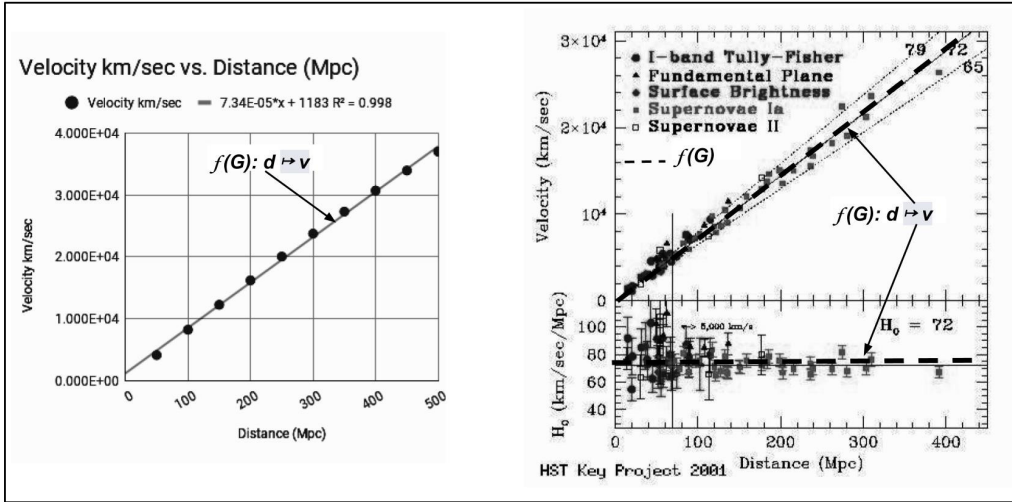 Velocity km/sec vs. Distance (Mpc)
Velocity km/sec 7.34E-05*x + 1183 R² = 0.998
4.000E+04
3.000E+04
2.000E+04
1.000E+04
0.000E+00
Velocity km/sec
f(G): d ↦ v
0 100 200 300 400 500
Distance (Mpc)
3×10⁴
2×10⁴
10⁴
0
Velocity (km/sec)
I-band Tully-Fisher
Fundamental Plane
Surface Brightness
Supernovae Ia
Supernovae II
f(G)
79 72
65
f(G): d ↦ v
100
80
60
40
H₀ (km/sec/Mpc)
5,000 km/s
H₀ = 72
0 100 200 300 400
Distance (Mpc)
HST Key Project 2001